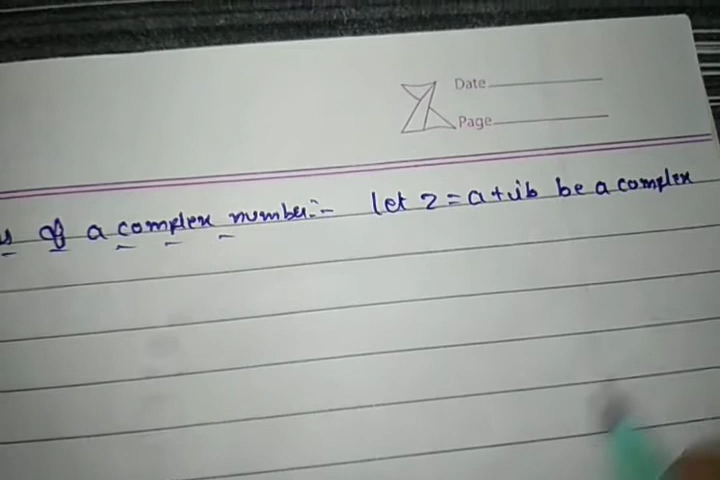 Date
Page
of a complex number:- let z = a+ib be a complex